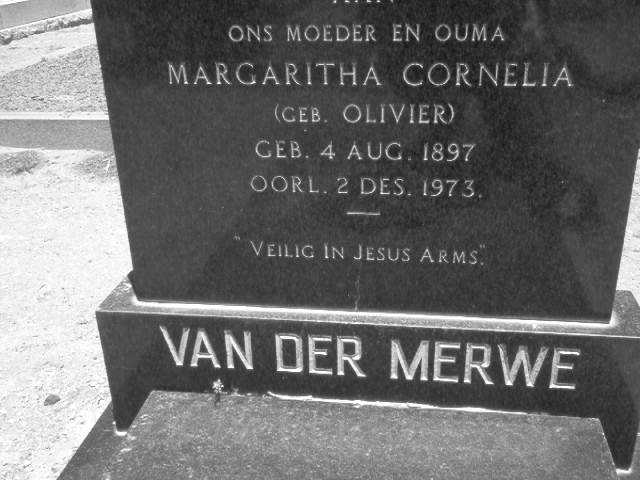 ONS MOEDER EN OUMA
MARGARITHA CORNELIA
(GEB. OLIVIER)
GEB. 4 AUG. 1897
OORL. 2 DES. 1973.
"VEILIG IN JESUS ARMS."
VAN DER MERWE